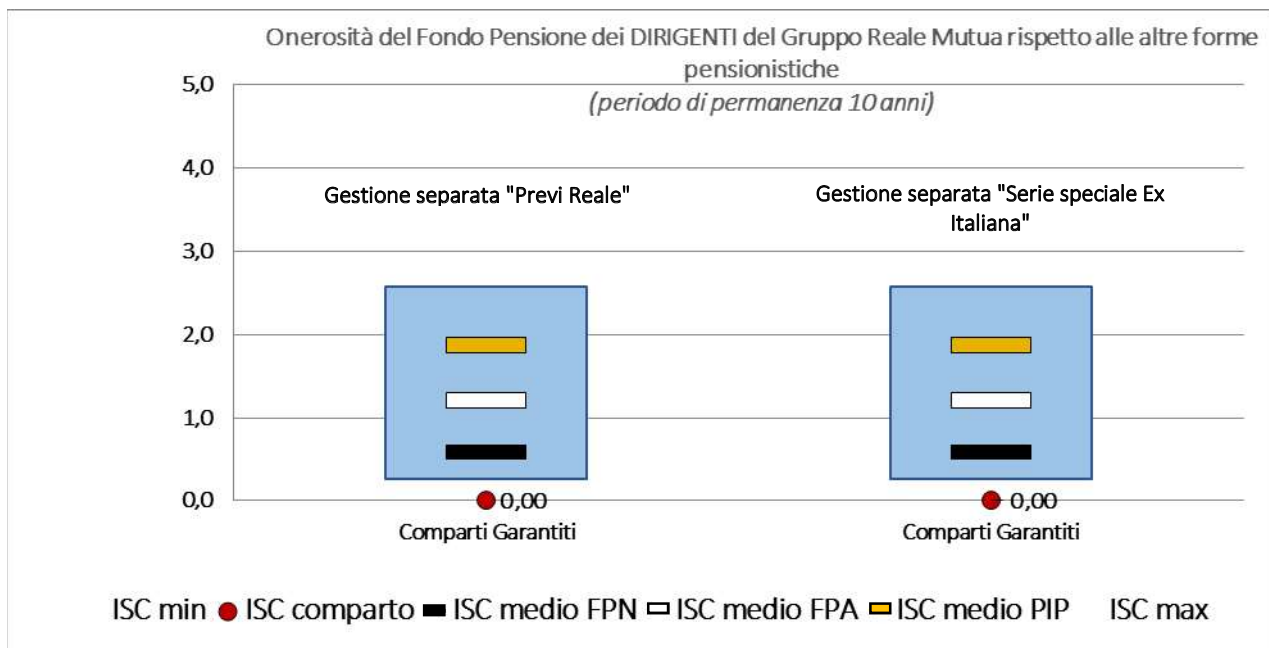 Onerosità del Fondo Pensione dei DIRIGENTI del Gruppo Reale Mutua rispetto alle altre forme
pensionistiche
(periodo di permanenza 10 anni)
5,0
4,0
3,0
2,0
1,0
0,0
Gestione separata "Previ Reale"
Gestione separata "Serie speciale Ex
Italiana"
0,00
0,00
Comparti Garantiti
Comparti Garantiti
ISC min ISC comparto ISC medio FPN ISC medio FPA ISC medio PIP ISC max